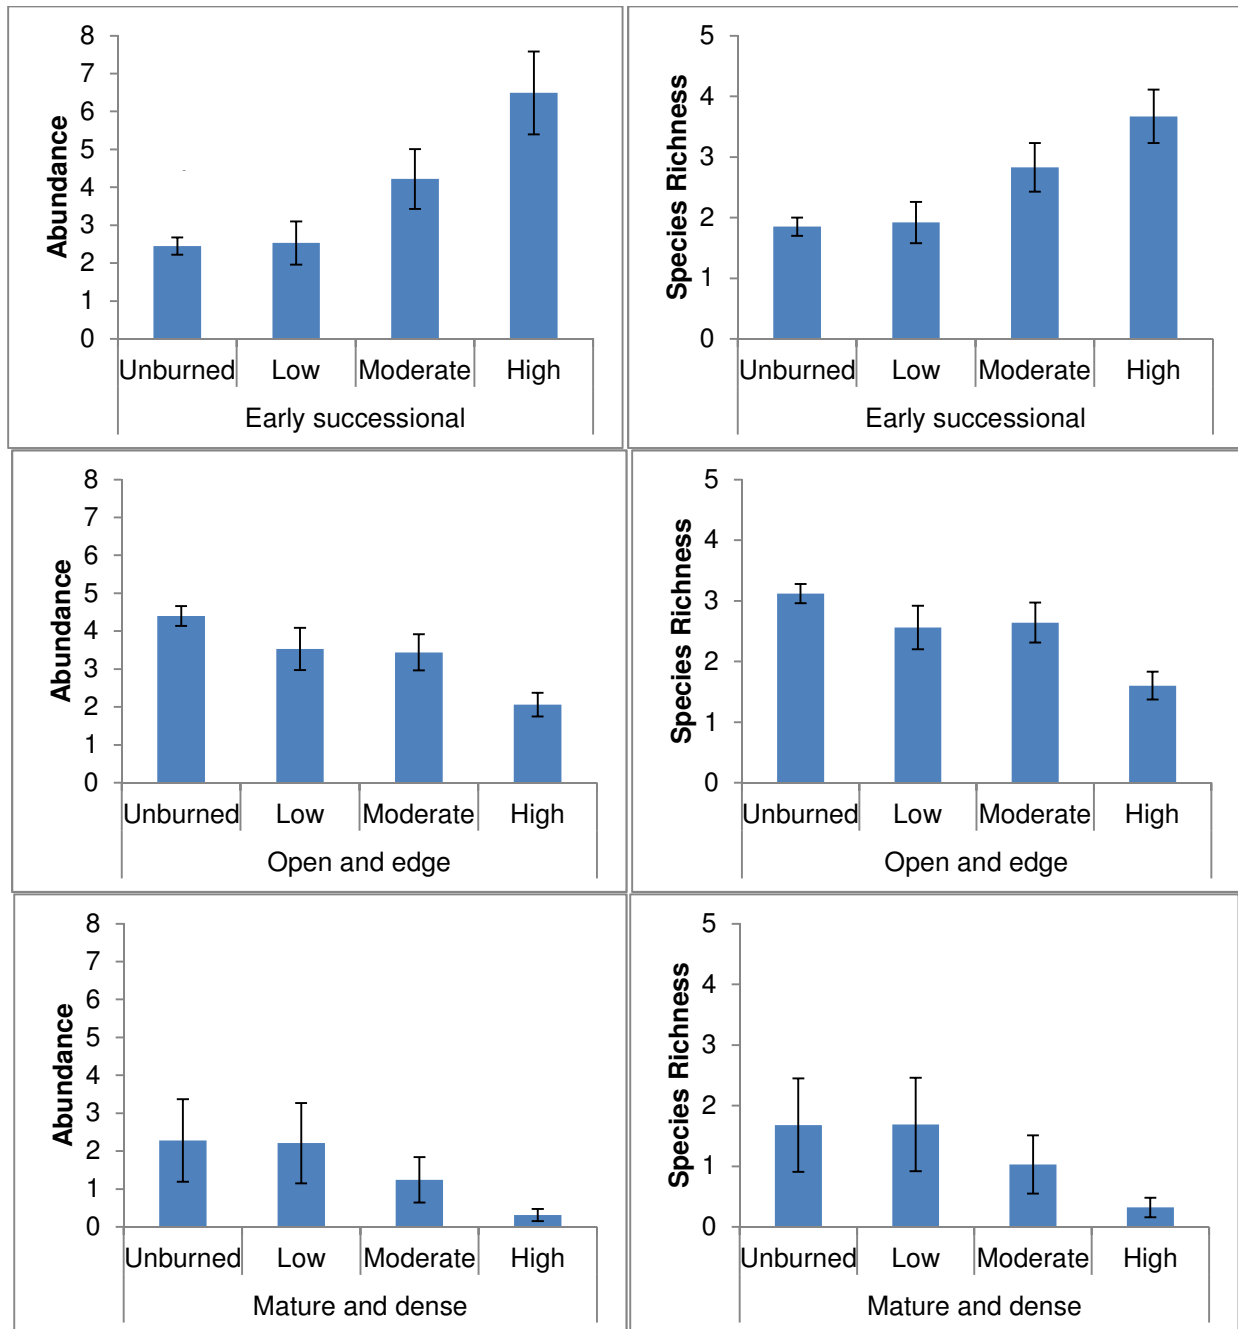 8
7
6
5
4
3
2
1
0
Abundance
Unburned Low Moderate High
Early successional
5
4
3
2
1
0
Species Richness
Unburned Low Moderate High
Early successional
8
7
6
5
4
3
2
1
0
Abundance
Unburned Low Moderate High
Open and edge
5
4
3
2
1
0
Species Richness
Unburned Low Moderate High
Open and edge
8
7
6
5
4
3
2
1
0
Abundance
Unburned Low Moderate High
Mature and dense
5
4
3
2
1
0
Species Richness
Unburned Low Moderate High
Mature and dense